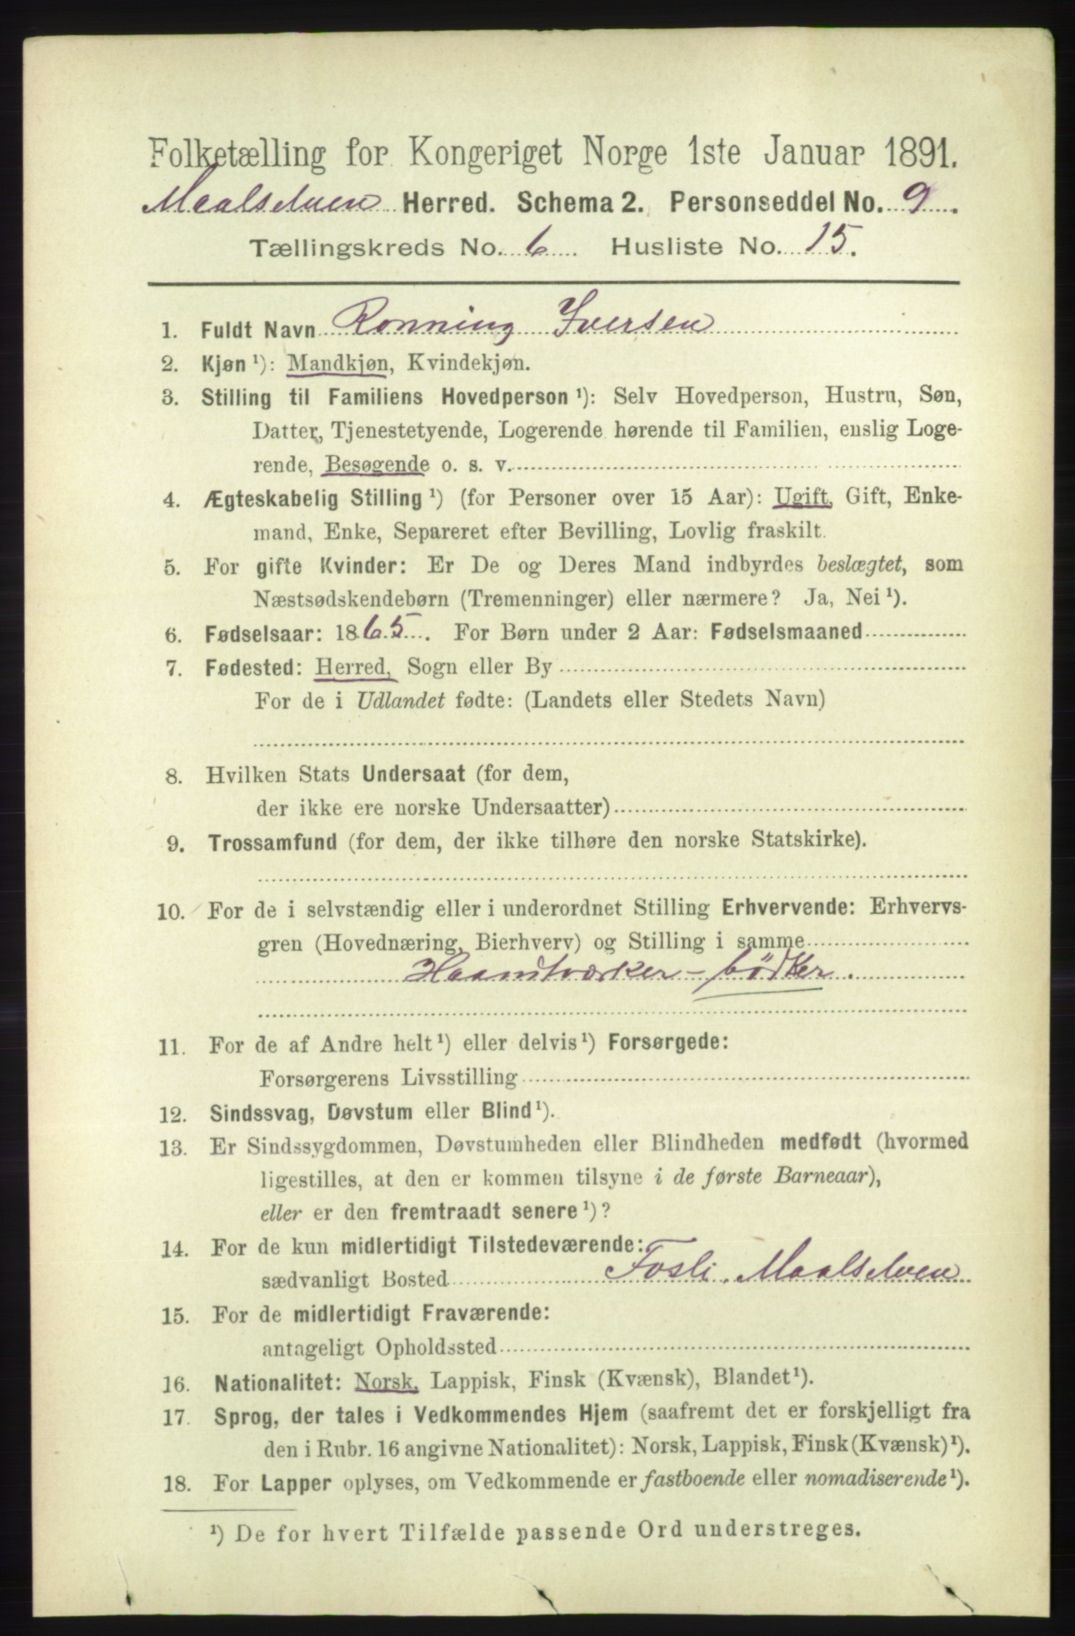 Folketælling for Kongeriget Norge 1ste Januar 1891.
Maalselven Herred. Schema 2. Personseddel No. 9.
Tællingskreds No. 6 Husliste No. 15.
1. Fuldt Navn Ronning Iversen
2. Kjøn ¹): Mandkjøn, Kvindekjøn.
3. Stilling til Familiens Hovedperson ¹): Selv Hovedperson, Hustru, Søn,
Datter, Tjenestetyende, Logerende hørende til Familien, enslig Loge-
rende, Besøgende o. s. v.
4. Ægteskabelig Stilling ¹) (for Personer over 15 Aar): Ugift, Gift, Enke-
mand, Enke, Separeret efter Bevilling, Lovlig fraskilt.
5. For gifte Kvinder: Er De og Deres Mand indbyrdes beslægtet, som
Næstsødskendebørn (Tremenninger) eller nærmere? Ja, Nei ¹).
6. Fødselsaar: 1865. For Børn under 2 Aar: Fødselsmaaned
7. Fødested: Herred, Sogn eller By
For de i Udlandet fødte: (Landets eller Stedets Navn)
8. Hvilken Stats Undersaat (for dem,
der ikke ere norske Undersaatter)
9. Trossamfund (for dem, der ikke tilhøre den norske Statskirke).
10. For de i selvstændig eller i underordnet Stilling Erhvervende: Erhvervs-
gren (Hovednæring, Bierhverv) og Stilling i samme
Haandværker - bödker.
11. For de af Andre helt ¹) eller delvis ¹) Forsørgede:
Forsørgerens Livsstilling
12. Sindssvag, Døvstum eller Blind ¹).
13. Er Sindssygdommen, Døvstumheden eller Blindheden medfødt (hvormed
ligestilles, at den er kommen tilsyne i de første Barneaar),
eller er den fremtraadt senere ¹)?
14. For de kun midlertidigt Tilstedeværende:
sædvanligt Bosted Fosli. Maalselven
15. For de midlertidigt Fraværende:
antageligt Opholdssted
16. Nationalitet: Norsk, Lappisk, Finsk (Kvænsk), Blandet ¹).
17. Sprog, der tales i Vedkommendes Hjem (saafremt det er forskjelligt fra
den i Rubr. 16 angivne Nationalitet): Norsk, Lappisk, Finsk (Kvænsk) ¹).
18. For Lapper oplyses, om Vedkommende er fastboende eller nomadiserende ¹).
¹) De for hvert Tilfælde passende Ord understreges.